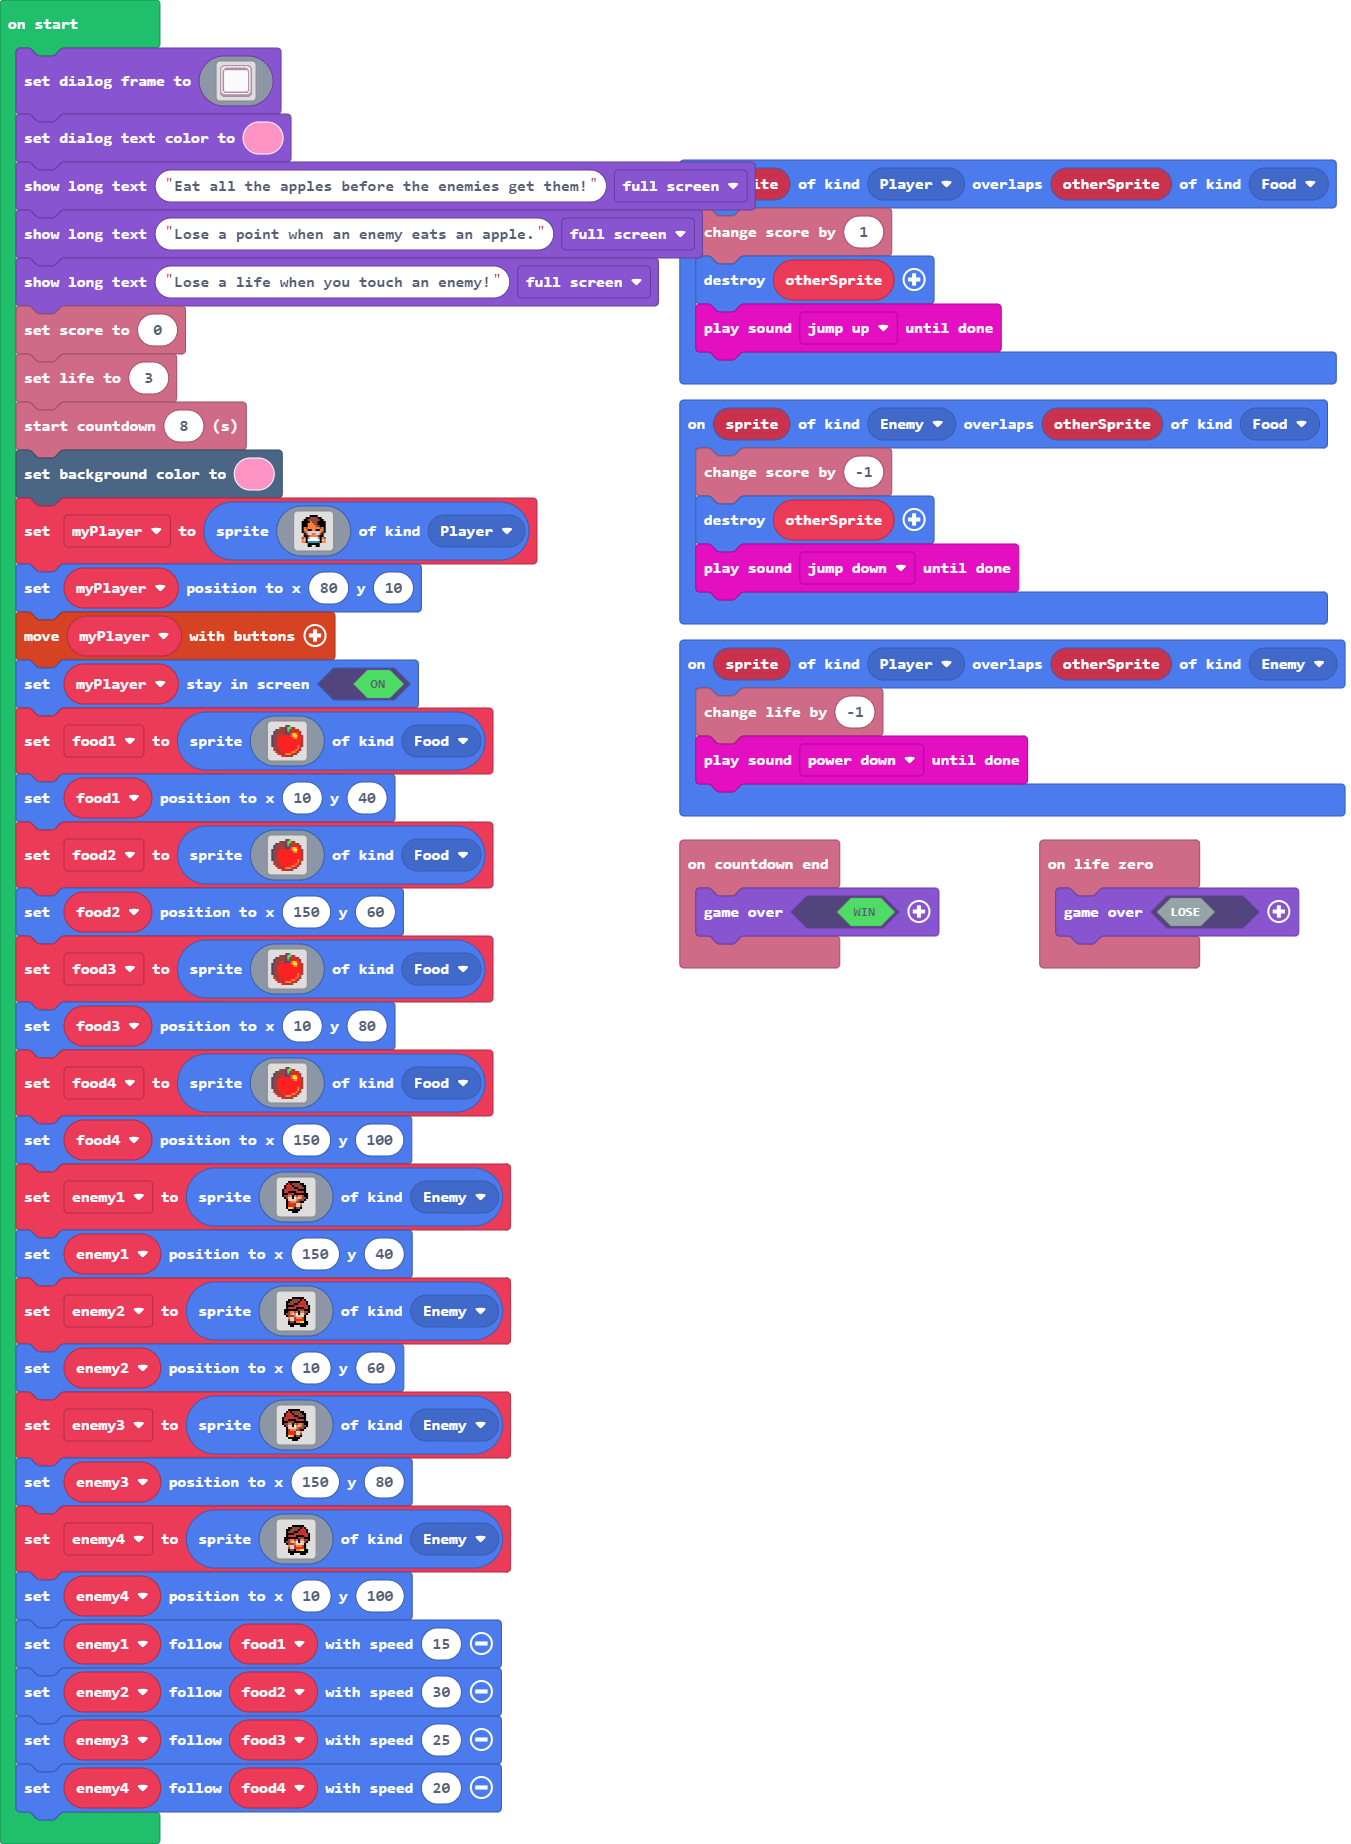 on start
set dialog frame to
set dialog text color to
show long text "Eat all the apples before the enemies get them!" full screen
show long text "Lose a point when an enemy eats an apple." full screen
show long text "Lose a life when you touch an enemy!" full screen
set score to 0
set life to 3
start countdown 8 (s)
set background color to
set myPlayer to sprite of kind Player
set myPlayer position to x 80 y 10
move myPlayer with buttons
set myPlayer stay in screen ON
set food1 to sprite of kind Food
set food1 position to x 10 y 40
set food2 to sprite of kind Food
set food2 position to x 150 y 60
set food3 to sprite of kind Food
set food3 position to x 10 y 80
set food4 to sprite of kind Food
set food4 position to x 150 y 100
set enemy1 to sprite of kind Enemy
set enemy1 position to x 150 y 40
set enemy2 to sprite of kind Enemy
set enemy2 position to x 10 y 60
set enemy3 to sprite of kind Enemy
set enemy3 position to x 150 y 80
set enemy4 to sprite of kind Enemy
set enemy4 position to x 10 y 100
set enemy1 follow food1 with speed 15
set enemy2 follow food2 with speed 30
set enemy3 follow food3 with speed 25
set enemy4 follow food4 with speed 20
of kind Player overlaps otherSprite of kind Food
change score by 1
destroy otherSprite
play sound jump up until done
on sprite of kind Enemy overlaps otherSprite of kind Food
change score by -1
destroy otherSprite
play sound jump down until done
on sprite of kind Player overlaps otherSprite of kind Enemy
change life by -1
play sound power down until done
on countdown end
game over WIN
on life zero
game over LOSE